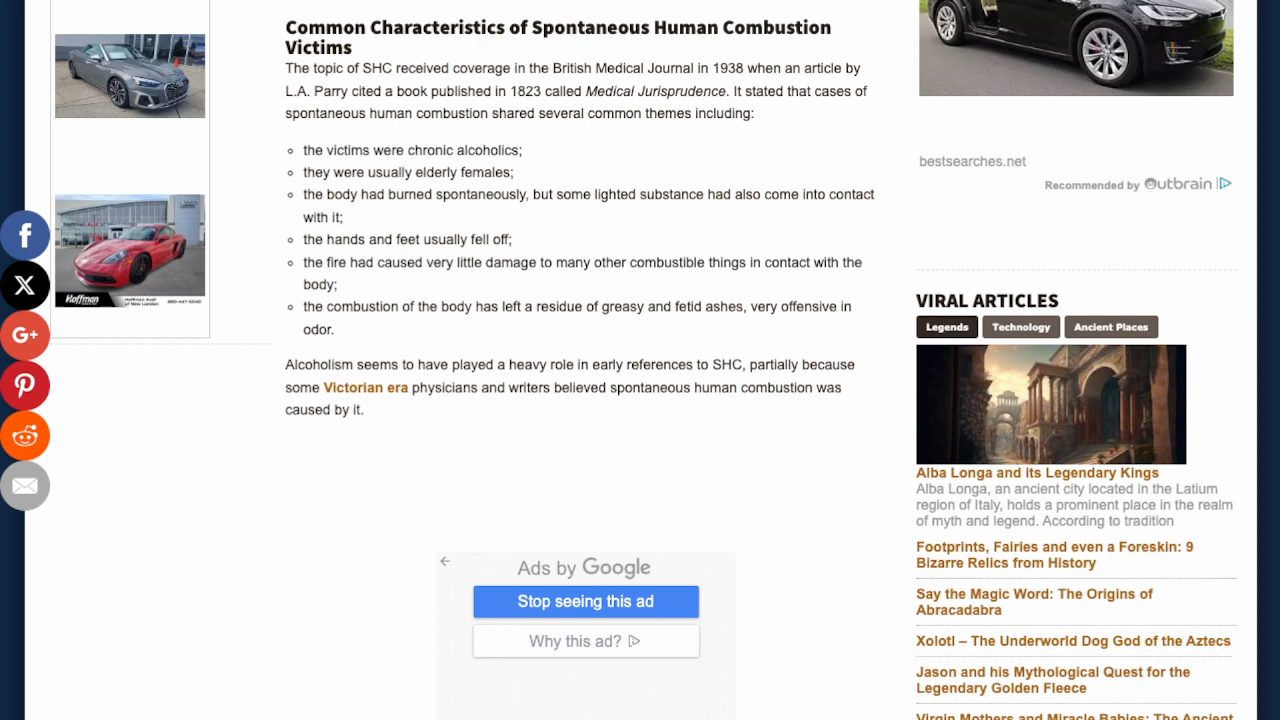 Common Characteristics of Spontaneous Human Combustion
Victims
The topic of SHC received coverage in the British Medical Journal in 1938 when an article by
L.A. Parry cited a book published in 1823 called Medical Jurisprudence. It stated that cases of
spontaneous human combustion shared several common themes including:
the victims were chronic alcoholics;
they were usually elderly females;
the body had burned spontaneously, but some lighted substance had also come into contact
with it;
the hands and feet usually fell off;
the fire had caused very little damage to many other combustible things in contact with the
body;
the combustion of the body has left a residue of greasy and fetid ashes, very offensive in
odor.
Alcoholism seems to have played a heavy role in early references to SHC, partially because
some Victorian era physicians and writers believed spontaneous human combustion was
caused by it.
Hoffman
Hoffman Audi
of New London
f
X
G+
Ads by Google
Stop seeing this ad
Why this ad?
bestsearches.net
Recommended by Outbrain
VIRAL ARTICLES
Legends
Technology
Ancient Places
Alba Longa and its Legendary Kings
Alba Longa, an ancient city located in the Latium
region of Italy, holds a prominent place in the realm
of myth and legend. According to tradition
Footprints, Fairies and even a Foreskin: 9
Bizarre Relics from History
Say the Magic Word: The Origins of
Abracadabra
Xolotl – The Underworld Dog God of the Aztecs
Jason and his Mythological Quest for the
Legendary Golden Fleece
Virgin Mothers and Miracle Babies: The Ancient